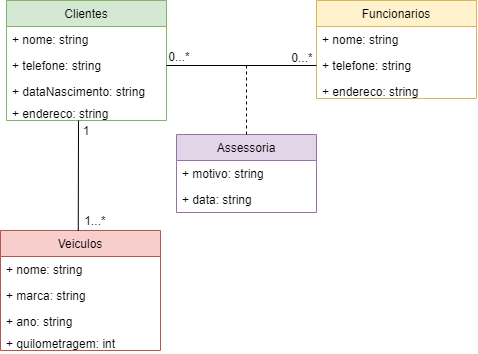 Clientes
+ nome: string
+ telefone: string
+ dataNascimento: string
+ endereco: string
Funcionarios
+ nome: string
+ telefone: string
+ endereco: string
0...*
0...*
Assessoria
+ motivo: string
+ data: string
1
1...*
Veiculos
+ nome: string
+ marca: string
+ ano: string
+ quilometragem: int